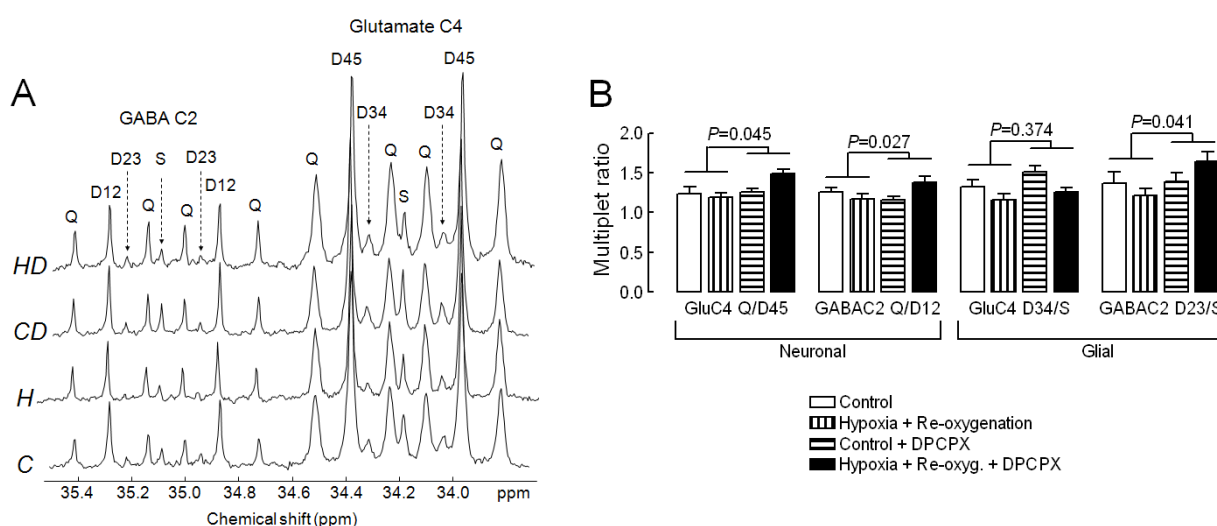 A
Glutamate C4
D45
D45
D34
D34
GABA C2
Q
Q
Q
Q
D23
S
D23
S
D12
D12
Q
Q
Q
Q
HD
CD
H
C
35.4 35.2 35.0 34.8 34.6 34.4 34.2 34.0 ppm
Chemical shift (ppm)
B
P=0.045
P=0.027
P=0.374
P=0.041
Multiplet ratio
2.0
1.5
1.0
0.5
0.0
GluC4 Q/D45
GABAC2 Q/D12
GluC4 D34/S
GABAC2 D23/S
Neuronal
Glial
Control
Hypoxia + Re-oxygenation
Control + DPCPX
Hypoxia + Re-oxyg. + DPCPX